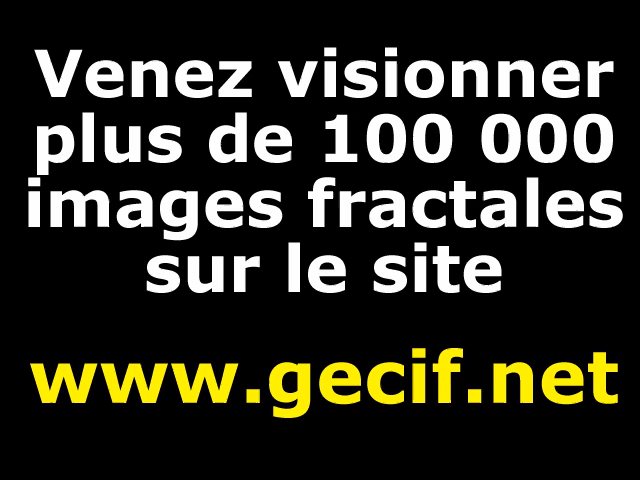 Venez visionner
plus de 100 000
images fractales
sur le site
www.gecif.net